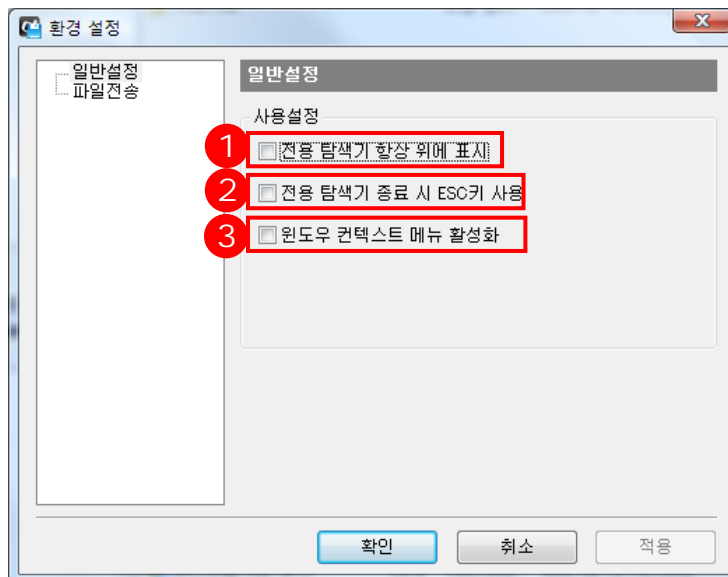 환경 설정
일반설정
파일전송
일반설정
사용설정
1 전용 탐색기 항상 위에 표시
2 전용 탐색기 종료 시 ESC키 사용
3 윈도우 컨텍스트 메뉴 활성화
확인 취소 적용